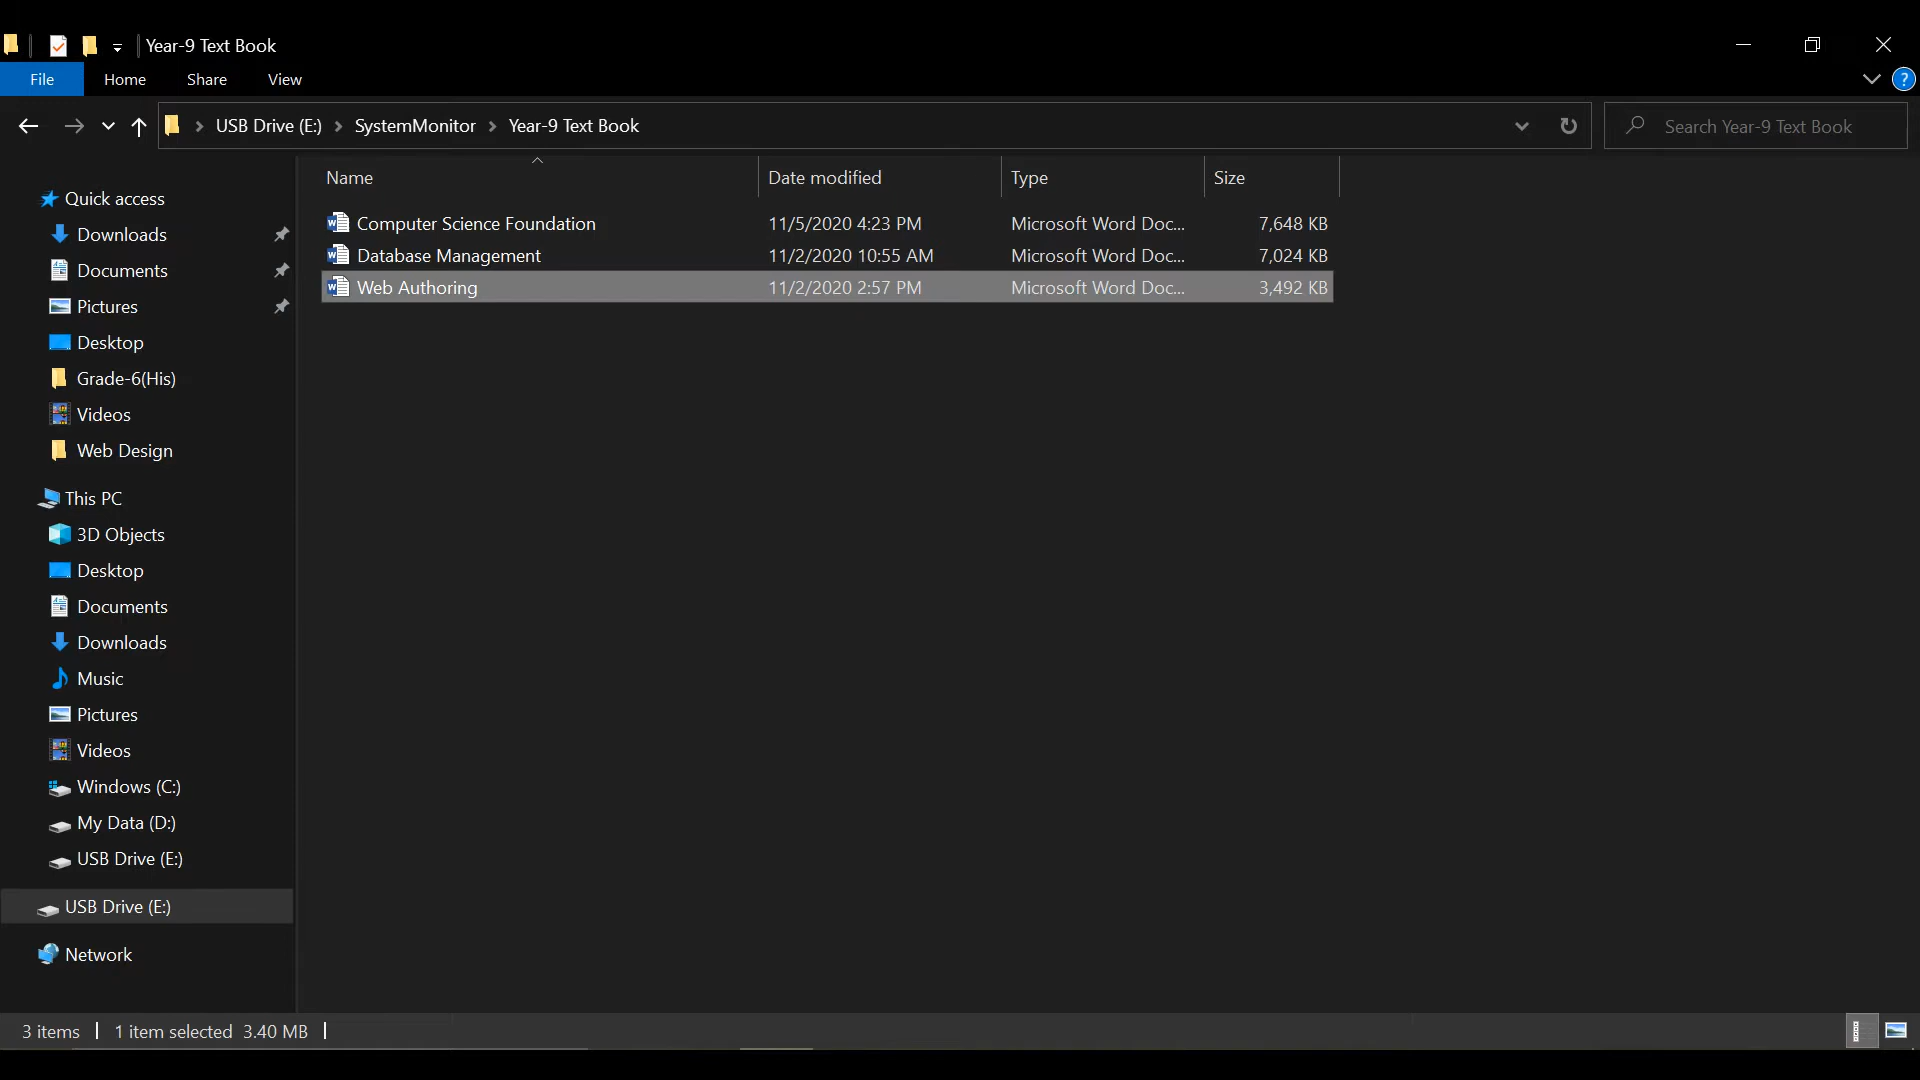 Year-9 Text Book
File Home Share View
USB Drive (E:) SystemMonitor Year-9 Text Book
Search Year-9 Text Book
Name Date modified Type Size
Computer Science Foundation 11/5/2020 4:23 PM Microsoft Word Doc... 7,648 KB
Database Management 11/2/2020 10:55 AM Microsoft Word Doc... 7,024 KB
Web Authoring 11/2/2020 2:57 PM Microsoft Word Doc... 3,492 KB
Quick access
Downloads
Documents
Pictures
Desktop
Grade-6(His)
Videos
Web Design
This PC
3D Objects
Desktop
Documents
Downloads
Music
Pictures
Videos
Windows (C:)
My Data (D:)
USB Drive (E:)
USB Drive (E:)
Network
3 items 1 item selected 3.40 MB